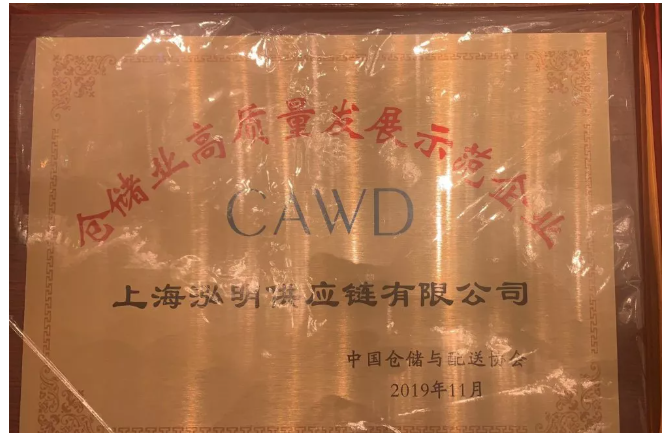 仓储业高质量发展示范企业
CAWD
上海泓明供应链有限公司
中国仓储与配送协会
2019年11月